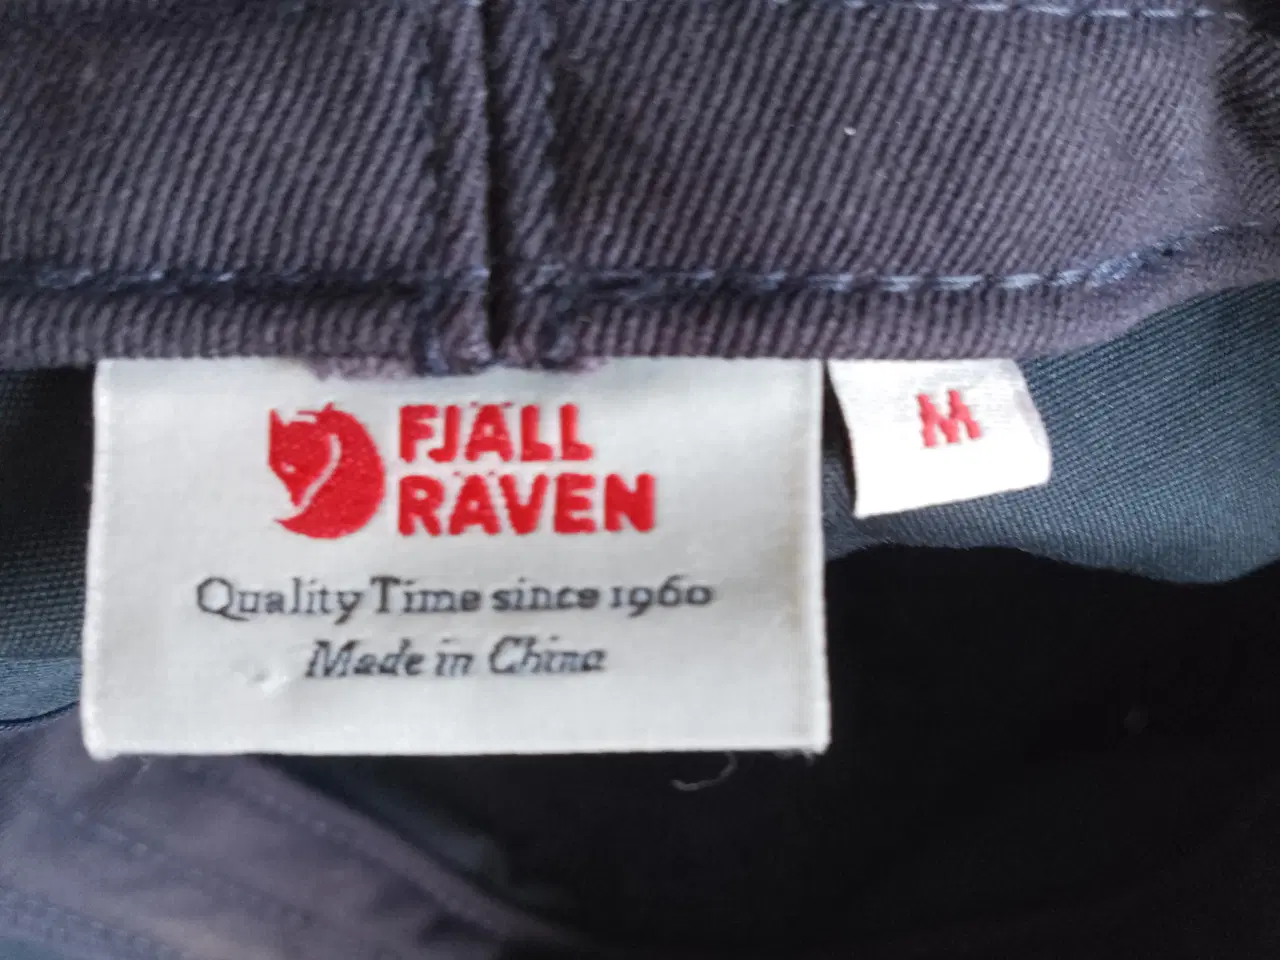 FJÄLL
RÄVEN
M
Quality Time since 1960
Made in China